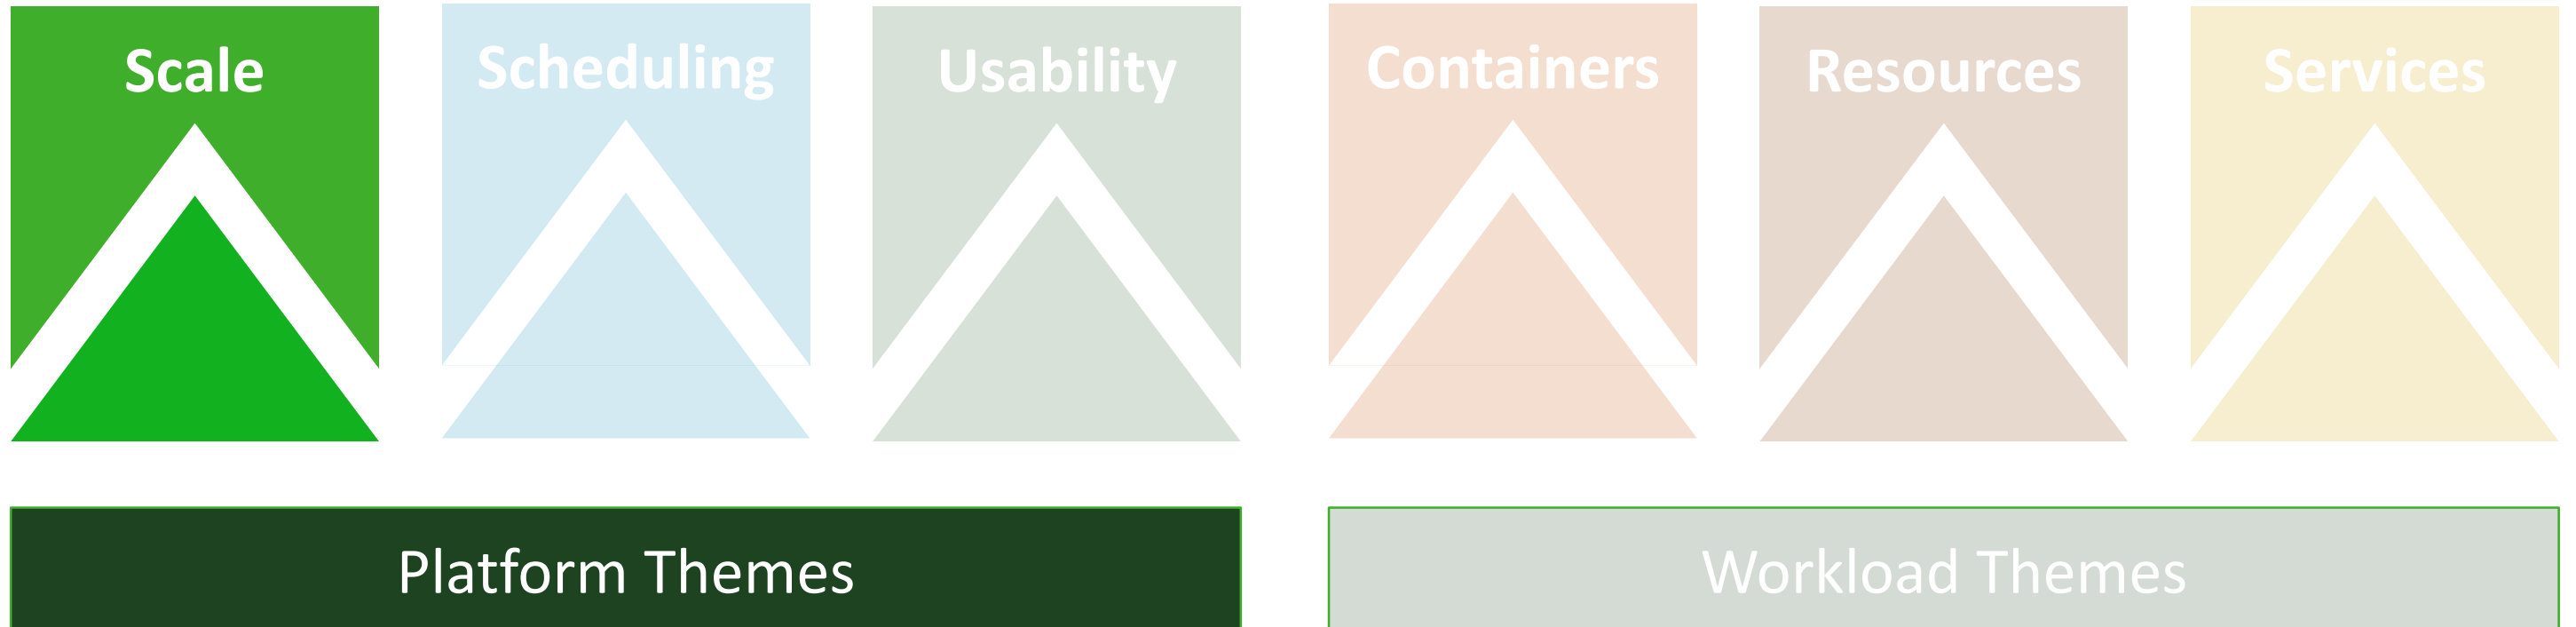 Scale
Scheduling
Usability
Containers
Resources
Services
Platform Themes
Workload Themes